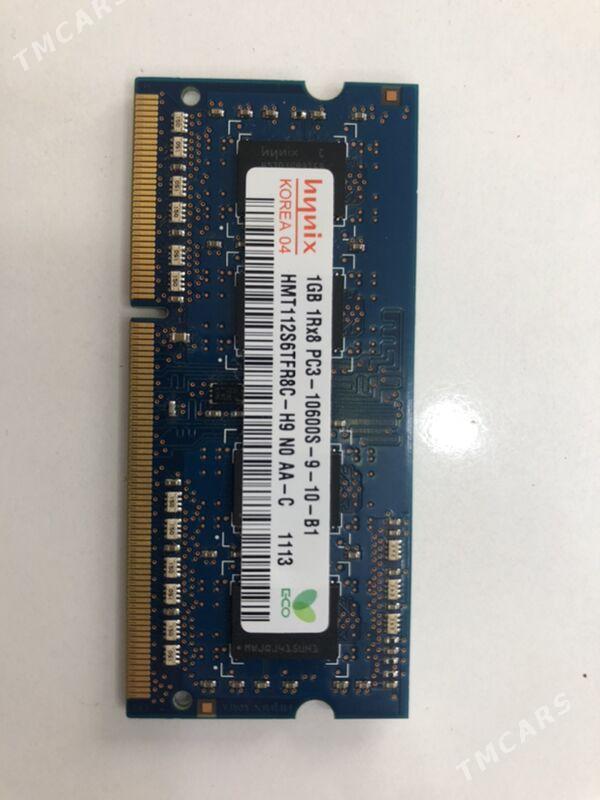 TMCARS
hynix
KOREA 04
1GB 1Rx8 PC3-10600S-9-10-B1
HMT112S6TFR8C-H9 N0 AA-C 1113
ECO
TMCARS